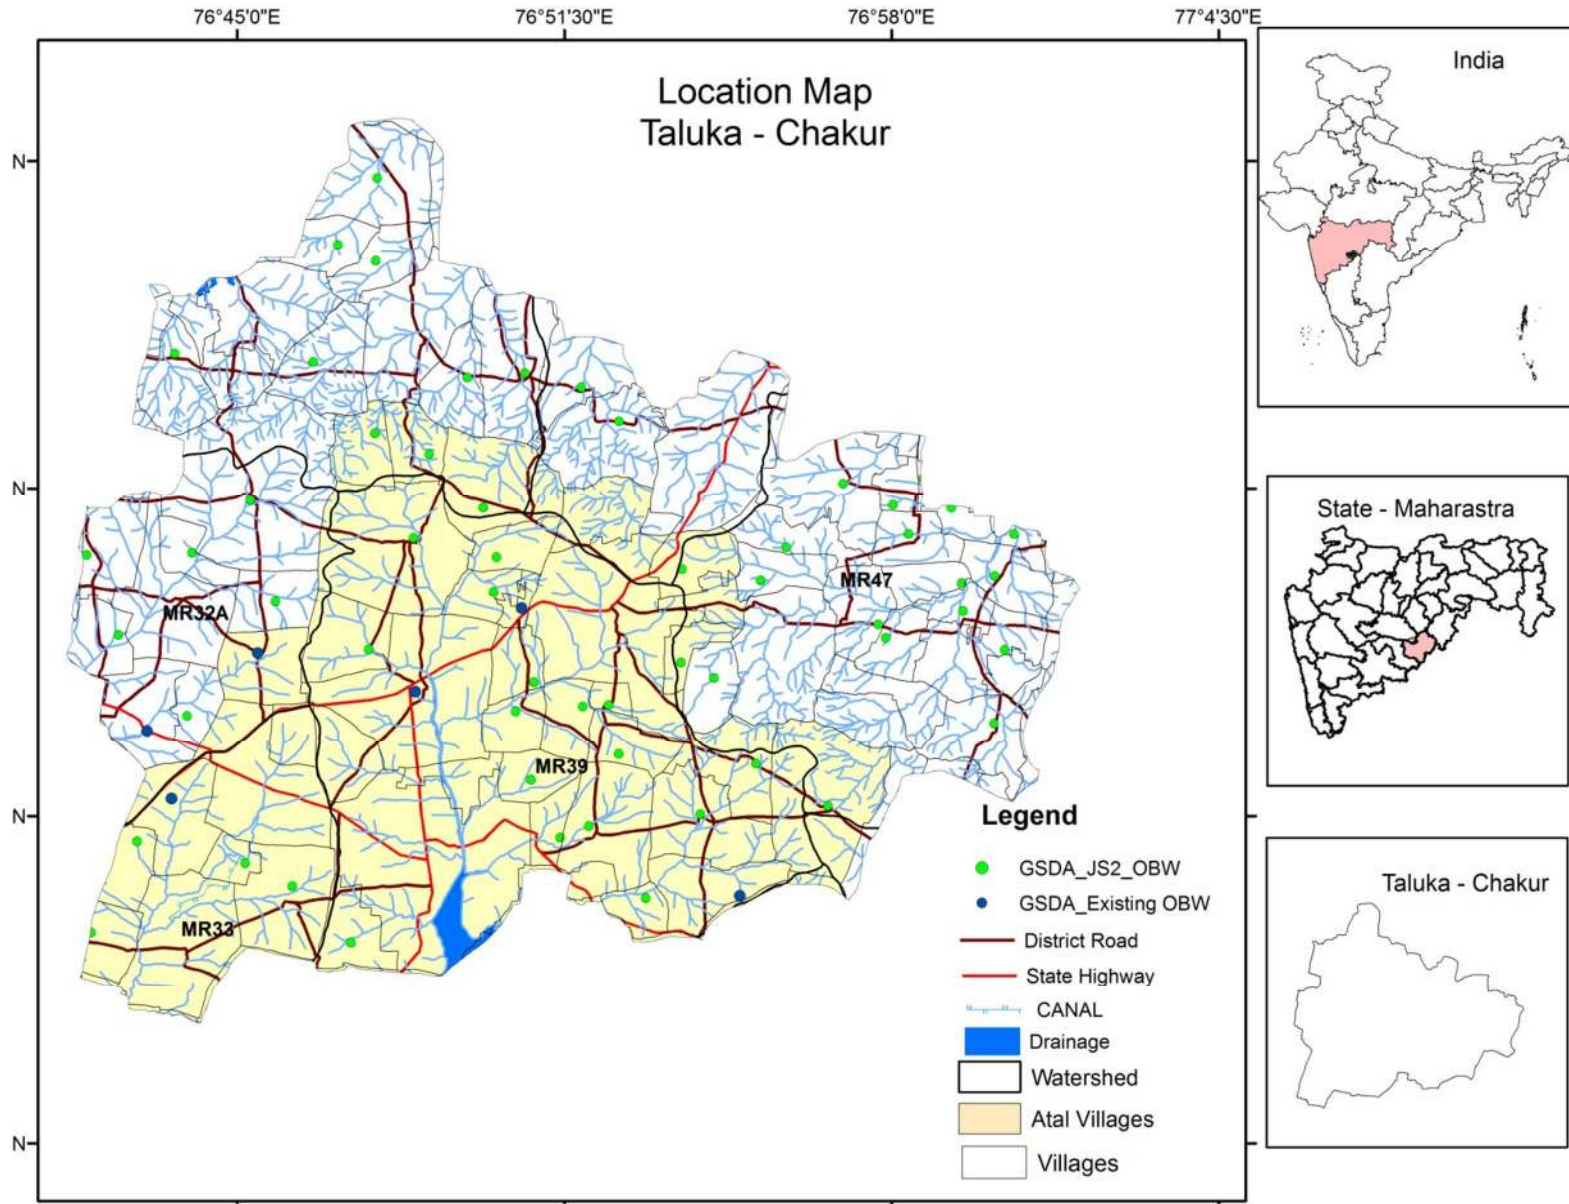 76°45'0"E
76°51'30"E
76°58'0"E
77°4'30"E
N
N
N
N
Location Map
Taluka - Chakur
MR32A
MR47
MR39
MR33
Legend
GSDA_JS2_OBW
GSDA_Existing OBW
District Road
State Highway
CANAL
Drainage
Watershed
Atal Villages
Villages
India
State - Maharastra
Taluka - Chakur